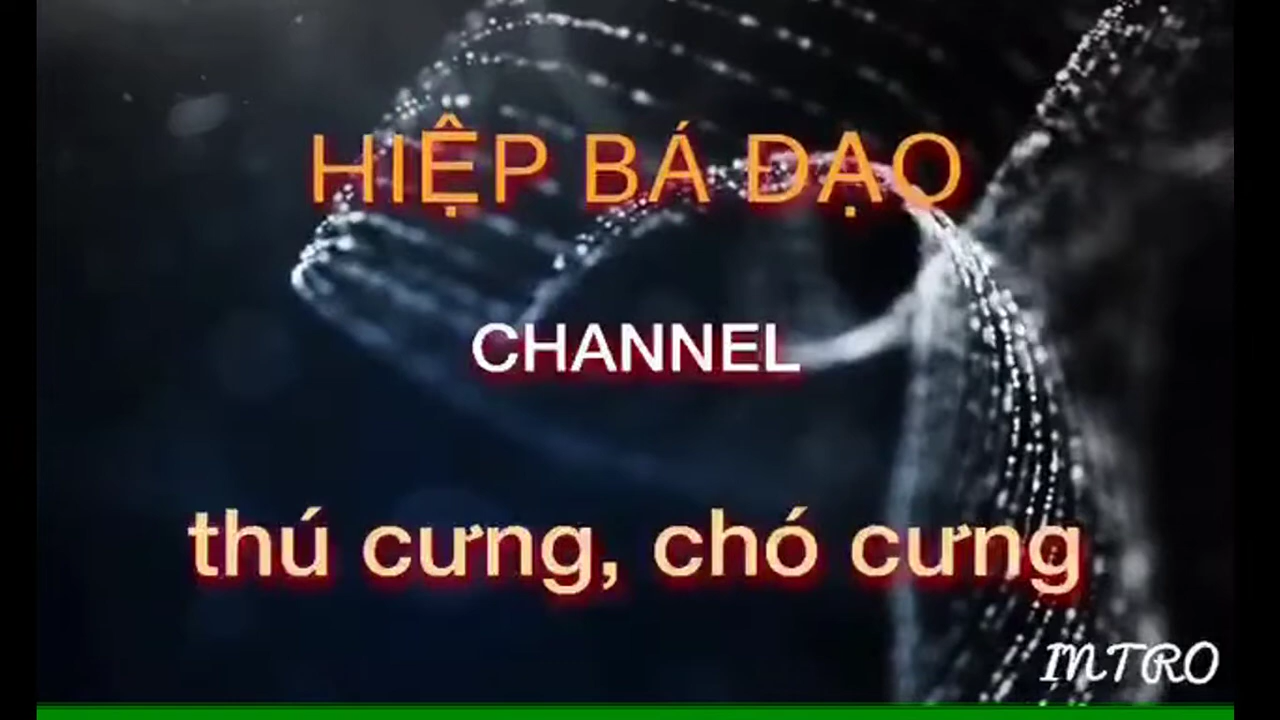 HIỆP BÁ ĐẠO
CHANNEL
thú cưng, chó cưng
INTRO